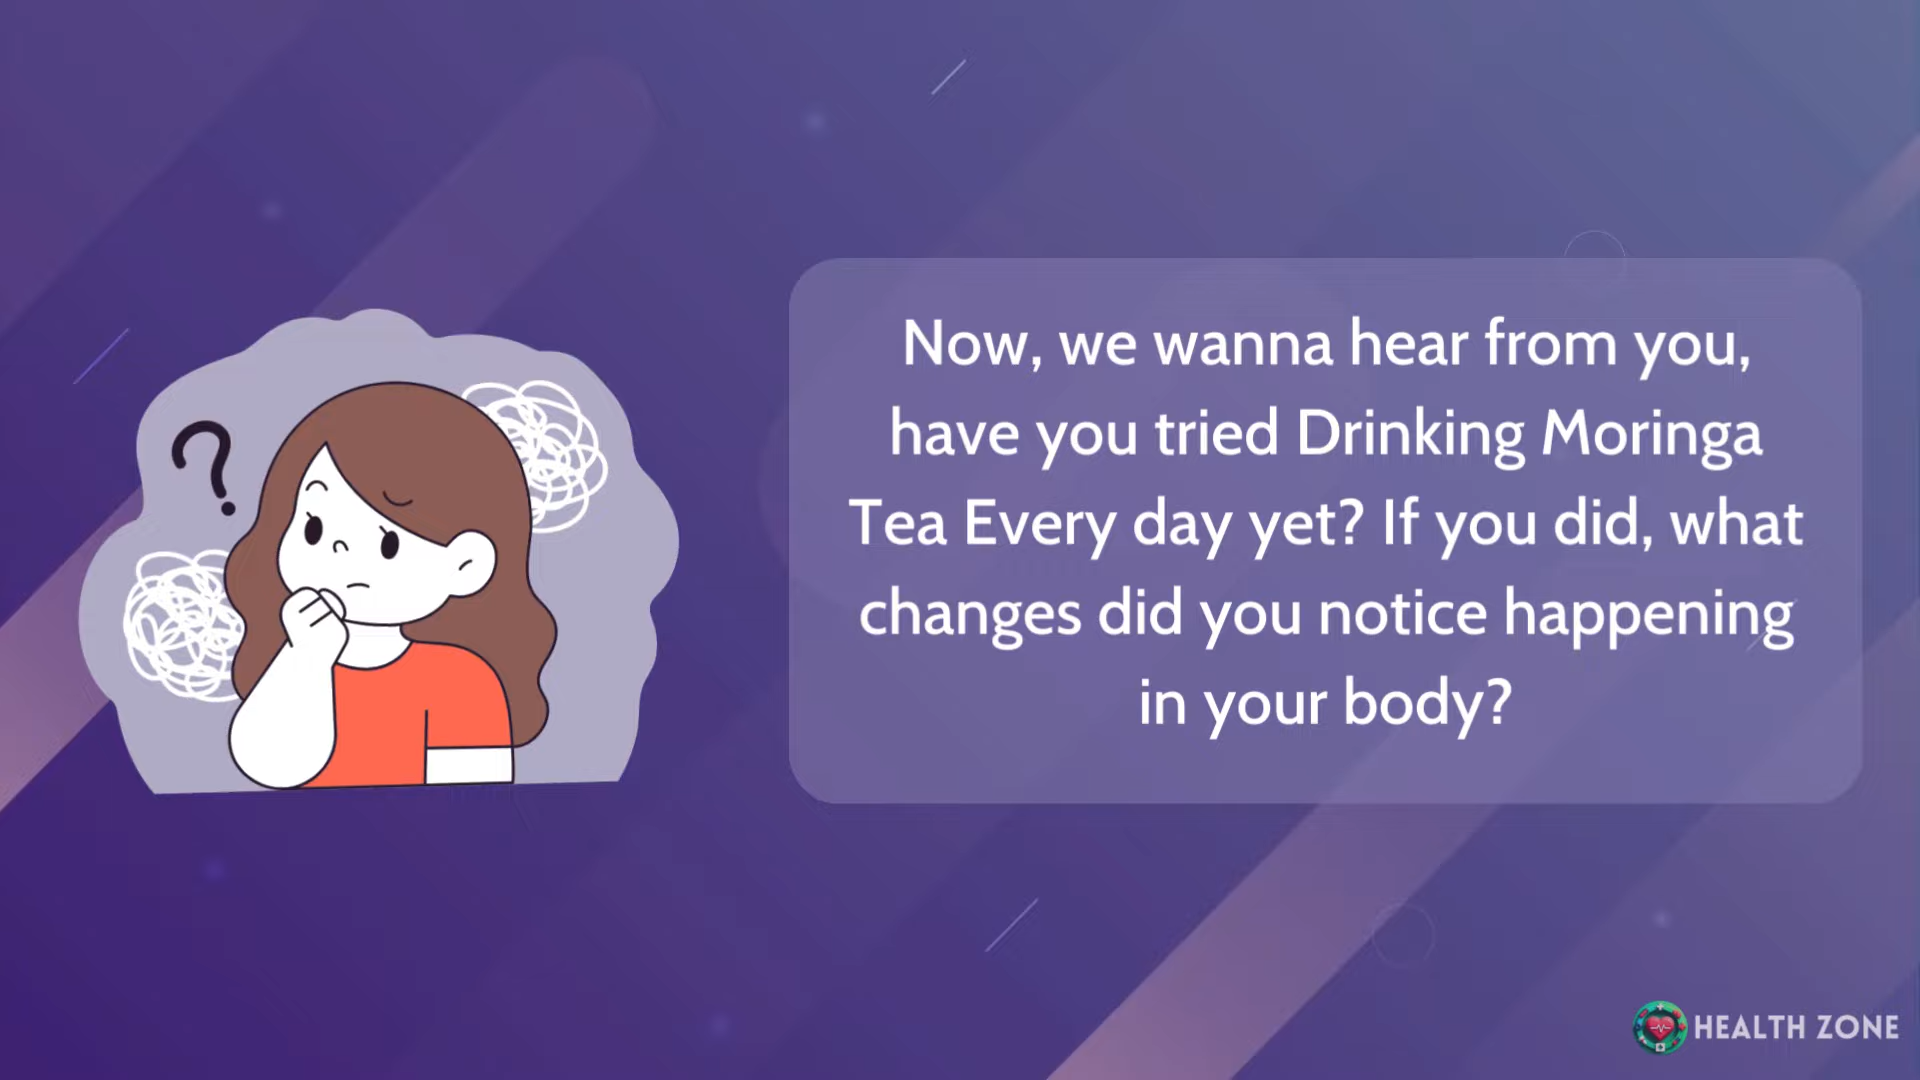 Now, we wanna hear from you,
have you tried Drinking Moringa
Tea Every day yet? If you did, what
changes did you notice happening
in your body?
?
HEALTH ZONE